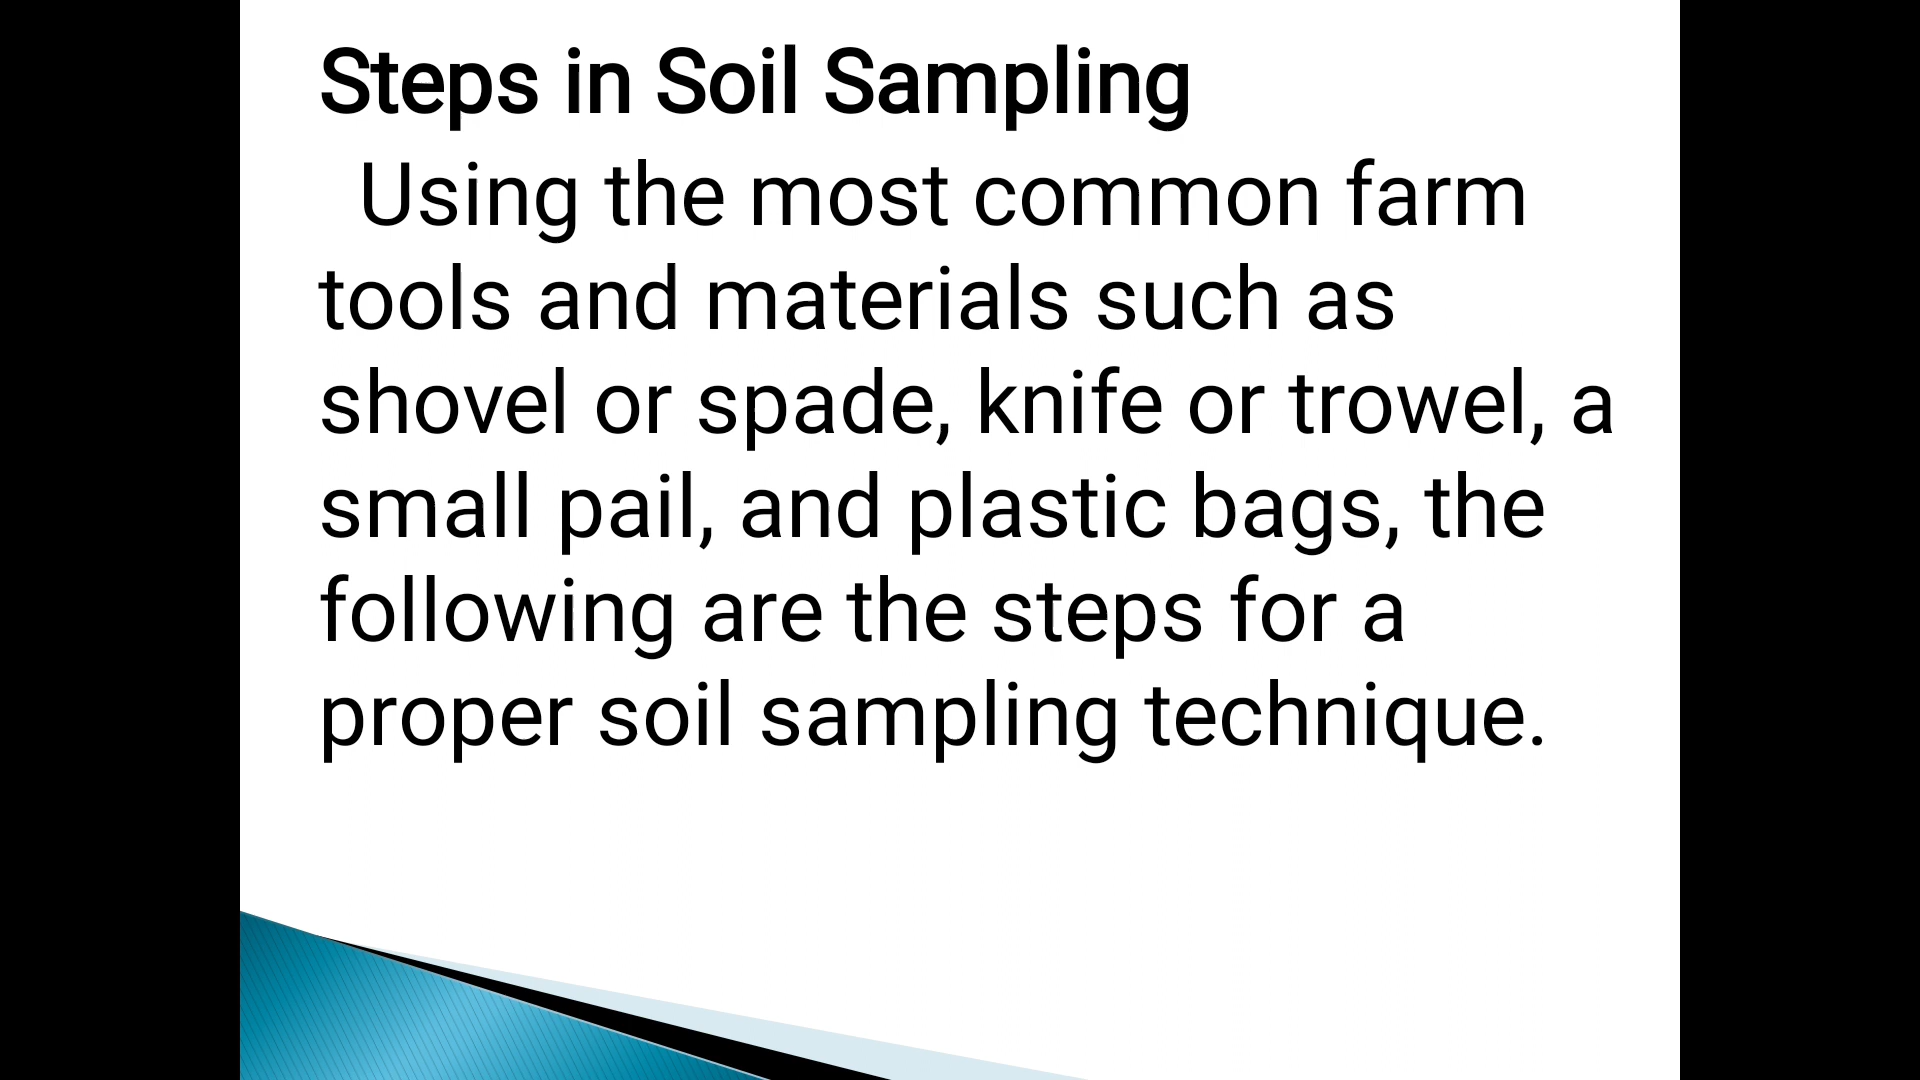 Steps in Soil Sampling
Using the most common farm
tools and materials such as
shovel or spade, knife or trowel, a
small pail, and plastic bags, the
following are the steps for a
proper soil sampling technique.